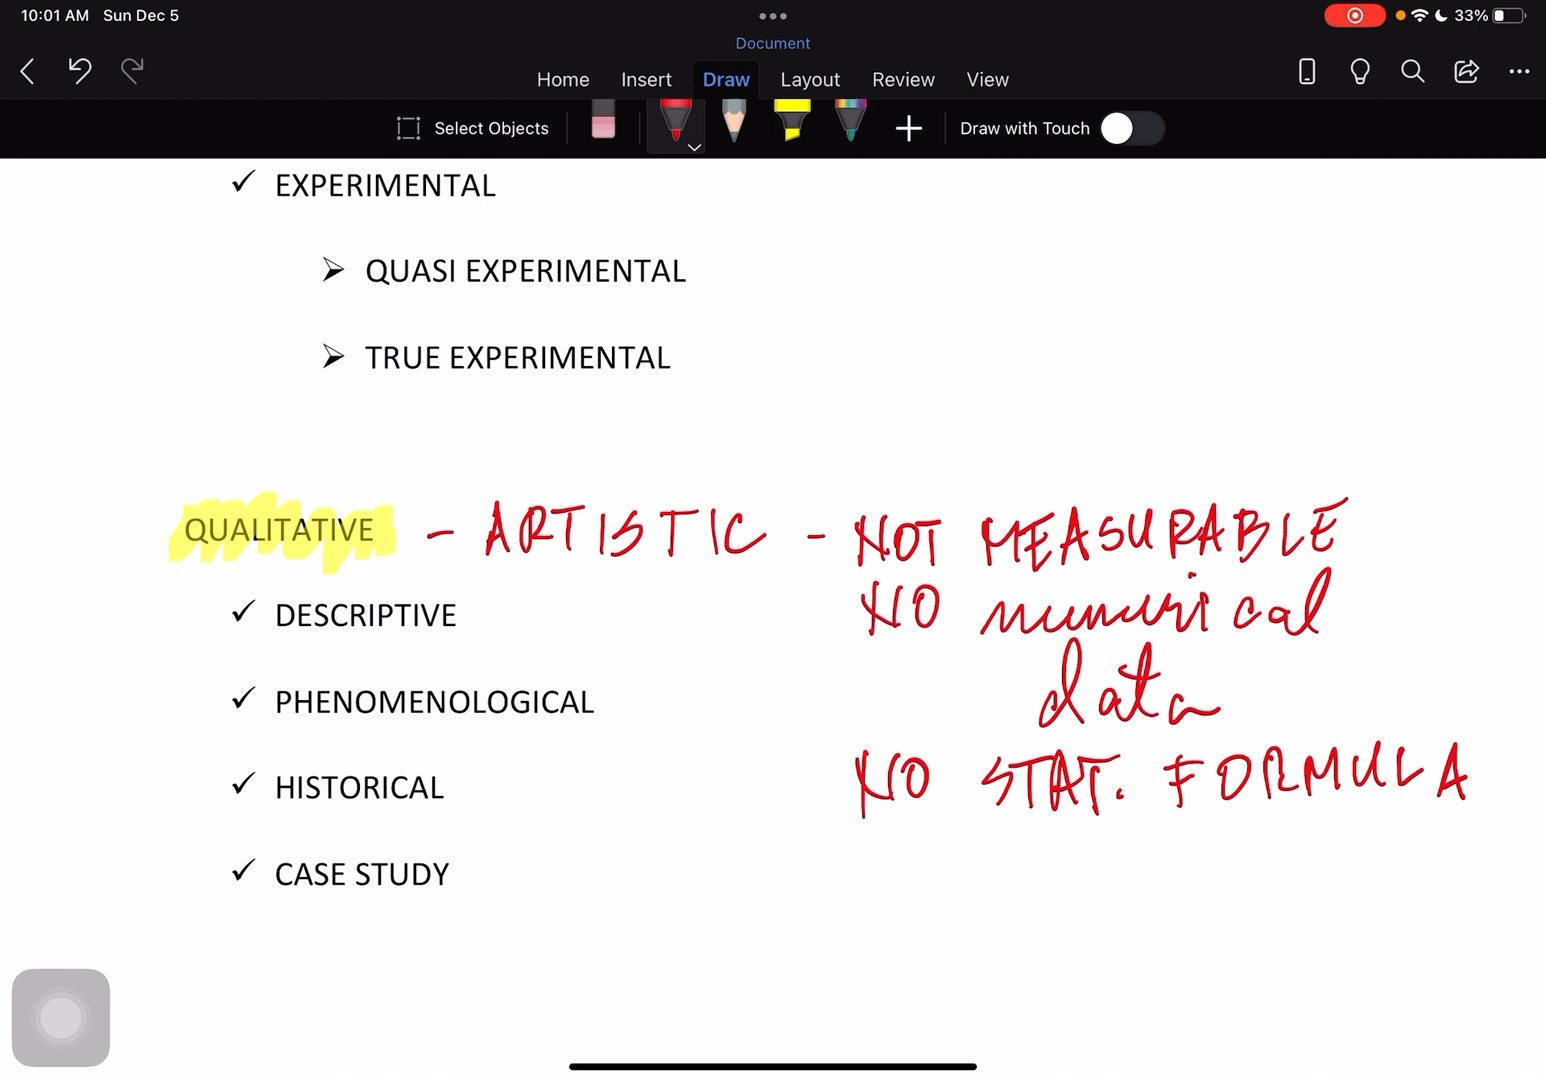 10:01 AM Sun Dec 5 33%
Document
Home Insert Draw Layout Review View
Select Objects Draw with Touch
✓ EXPERIMENTAL
➢ QUASI EXPERIMENTAL
➢ TRUE EXPERIMENTAL
QUALITATIVE - ARTISTIC - NOT MEASURABLE
✓ DESCRIPTIVE NO numerical
data
✓ PHENOMENOLOGICAL
✓ HISTORICAL NO STAT. FORMULA
✓ CASE STUDY